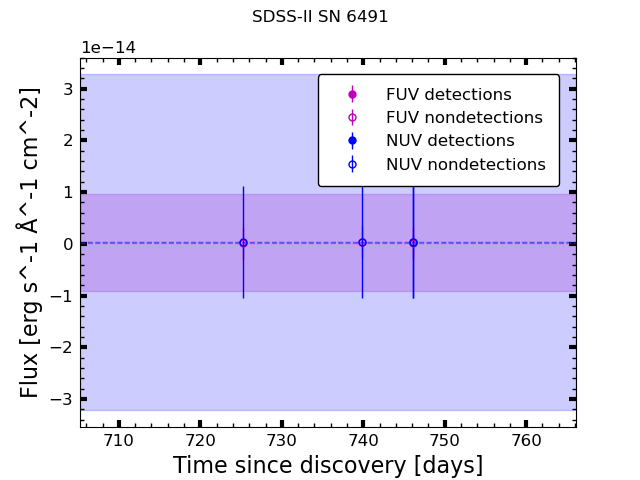 SDSS-II SN 6491
1e−14
FUV detections
FUV nondetections
NUV detections
NUV nondetections
3
2
1
0
−1
−2
−3
Flux [erg s^-1 Å^-1 cm^-2]
710 720 730 740 750 760
Time since discovery [days]